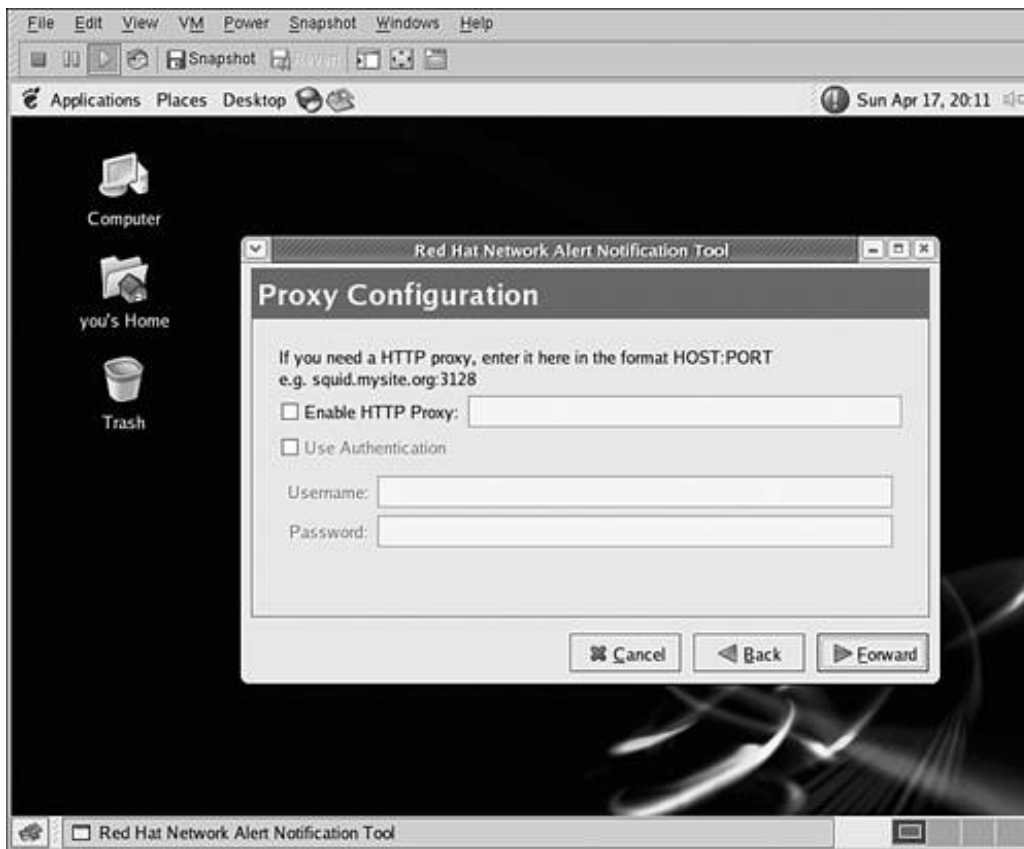 File Edit View VM Power Snapshot Windows Help
Snapshot
Applications Places Desktop Sun Apr 17, 20:11
Computer
you's Home
Trash
Red Hat Network Alert Notification Tool
Proxy Configuration
If you need a HTTP proxy, enter it here in the format HOST:PORT
e.g. squid.mysite.org:3128
Enable HTTP Proxy:
Use Authentication
Username:
Password:
Cancel Back Forward
Red Hat Network Alert Notification Tool